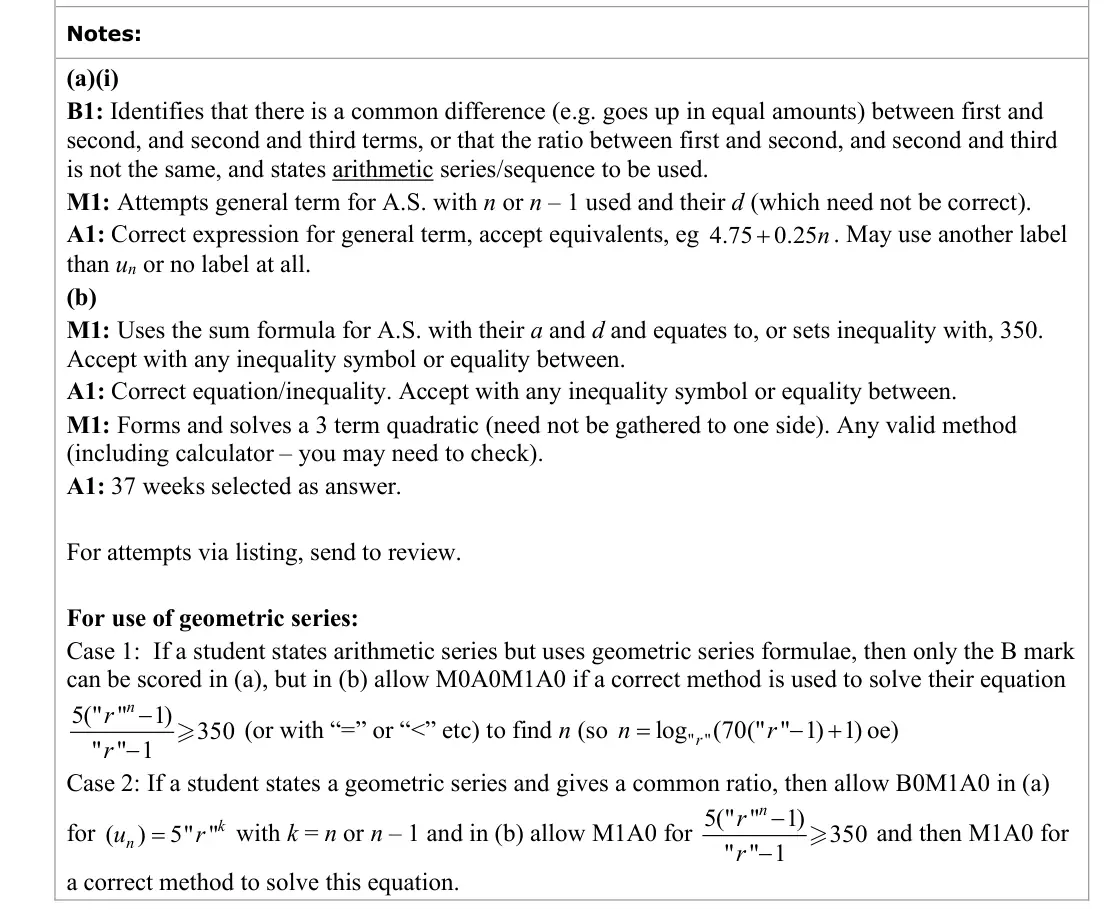 Notes:
(a)(i)
B1: Identifies that there is a common difference (e.g. goes up in equal amounts) between first and
second, and second and third terms, or that the ratio between first and second, and second and third
is not the same, and states arithmetic series/sequence to be used.
M1: Attempts general term for A.S. with n or n – 1 used and their d (which need not be correct).
A1: Correct expression for general term, accept equivalents, eg 4.75 + 0.25n . May use another label
than uₙ or no label at all.
(b)
M1: Uses the sum formula for A.S. with their a and d and equates to, or sets inequality with, 350.
Accept with any inequality symbol or equality between.
A1: Correct equation/inequality. Accept with any inequality symbol or equality between.
M1: Forms and solves a 3 term quadratic (need not be gathered to one side). Any valid method
(including calculator – you may need to check).
A1: 37 weeks selected as answer.
For attempts via listing, send to review.
For use of geometric series:
Case 1: If a student states arithmetic series but uses geometric series formulae, then only the B mark
can be scored in (a), but in (b) allow M0A0M1A0 if a correct method is used to solve their equation
5("r"ⁿ − 1) / ("r" − 1) ⩾ 350 (or with “=” or “<” etc) to find n (so n = log"r"(70("r" − 1) + 1) oe)
Case 2: If a student states a geometric series and gives a common ratio, then allow B0M1A0 in (a)
for (uₙ) = 5"r"ᵏ with k = n or n – 1 and in (b) allow M1A0 for 5("r"ⁿ − 1) / ("r" − 1) ⩾ 350 and then M1A0 for
a correct method to solve this equation.